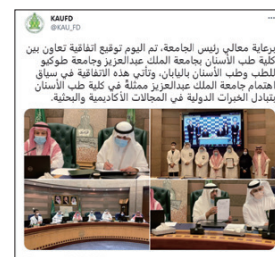 KAUFD
@KAU_FD
برعاية معالي رئيس الجامعة، تم اليوم توقيع اتفاقية تعاون بين
كلية طب الأسنان بجامعة الملك عبدالعزيز وجامعة طوكيو
للطب وطب الأسنان باليابان، وتأتي هذه الاتفاقية في سياق
اهتمام جامعة الملك عبدالعزيز ممثلةً في كلية طب الأسنان
بتبادل الخبرات الدولية في المجالات الأكاديمية والبحثية.